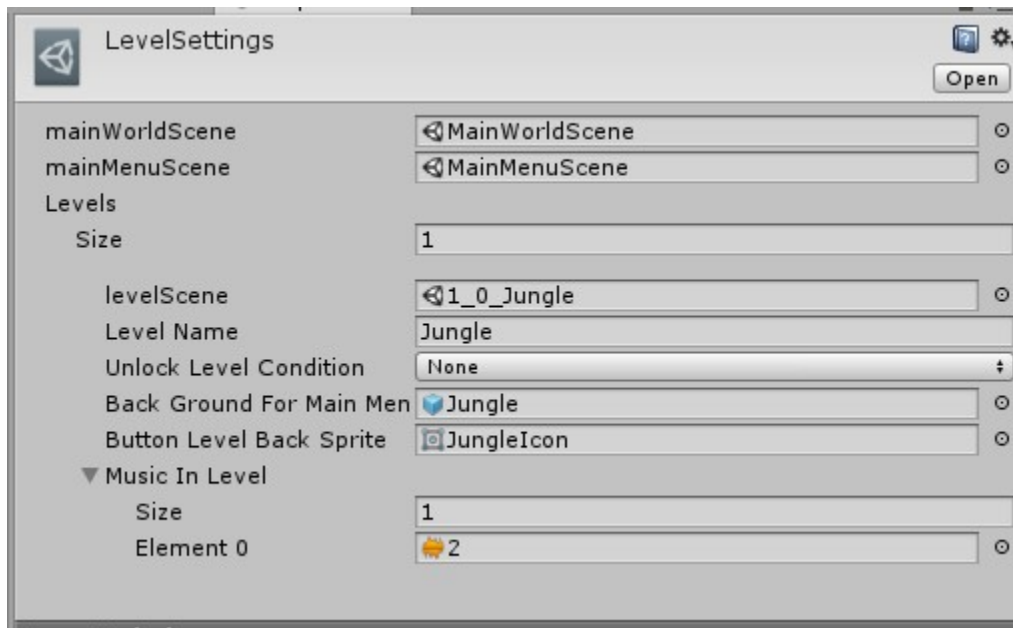 LevelSettings
Open
mainWorldScene MainWorldScene
mainMenuScene MainMenuScene
Levels
Size 1
levelScene 1_0_Jungle
Level Name Jungle
Unlock Level Condition None
Back Ground For Main Men Jungle
Button Level Back Sprite JungleIcon
Music In Level
Size 1
Element 0 2